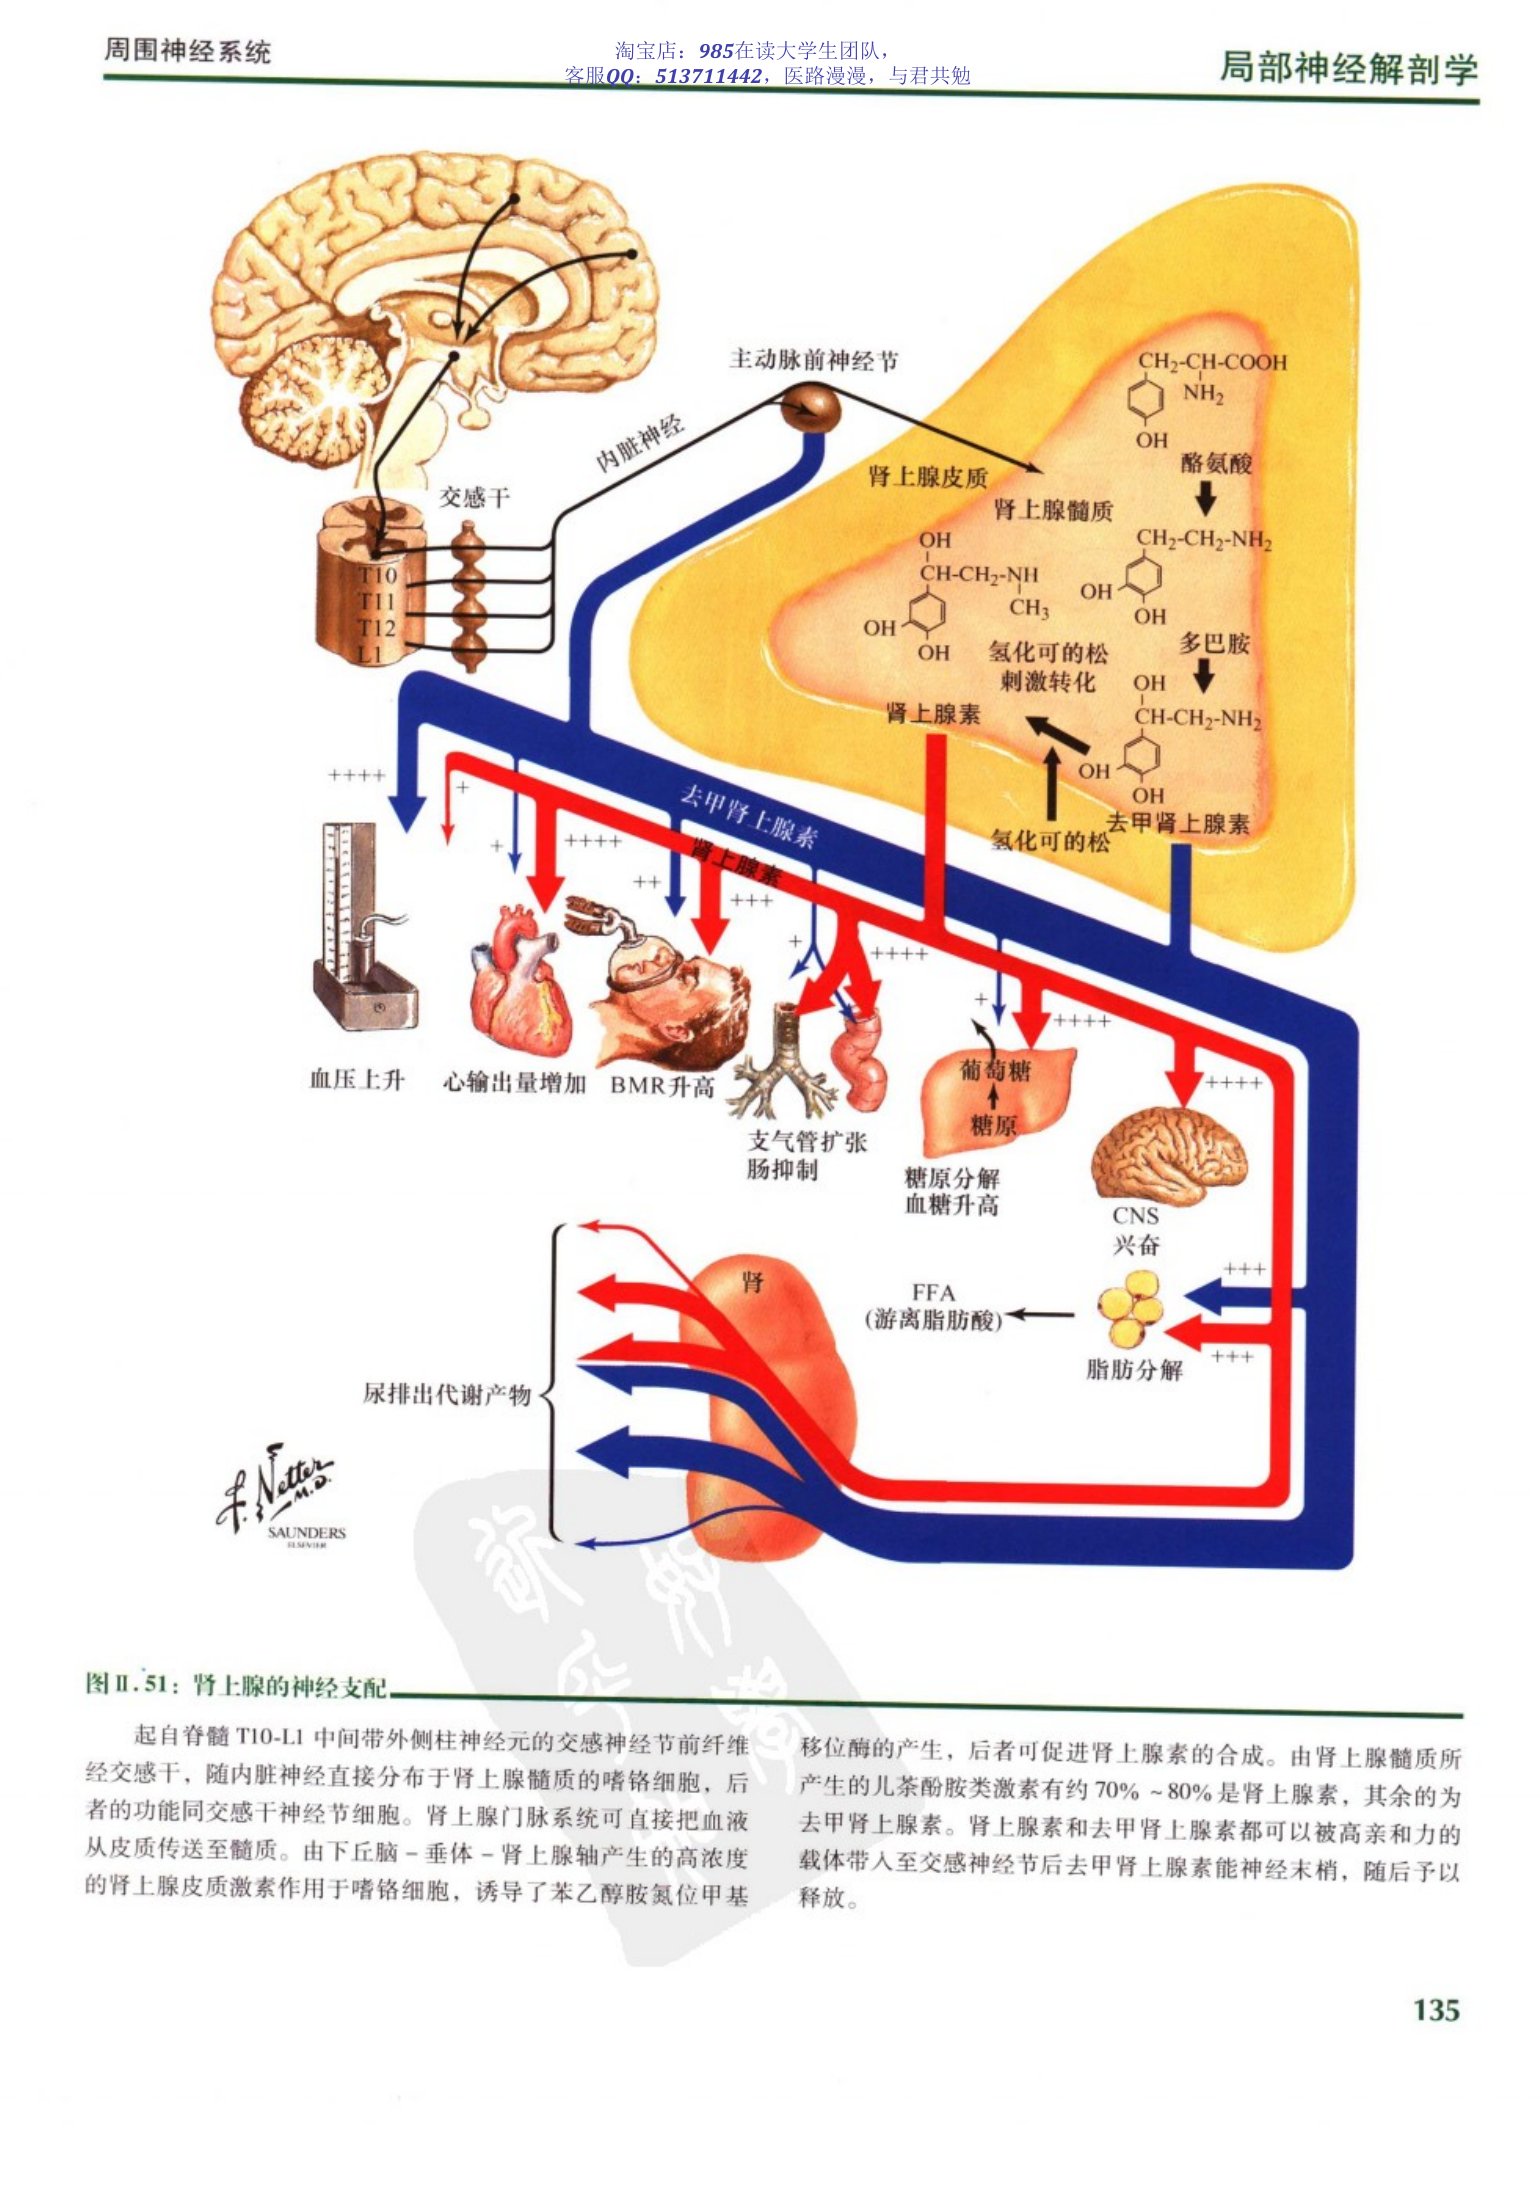 周围神经系统
淘宝店：985在读大学生团队，
客服QQ：513711442，医路漫漫，与君共勉
局部神经解剖学
主动脉前神经节
内脏神经
交感干
T10
T11
T12
L1
肾上腺皮质
肾上腺髓质
CH₂-CH-COOH
NH₂
OH
酪氨酸
CH₂-CH₂-NH₂
OH
OH
多巴胺
OH
CH-CH₂-NH
CH₃
OH
OH
氢化可的松
刺激转化
肾上腺素
OH
CH-CH₂-NH₂
OH
OH
去甲肾上腺素
氢化可的松
去甲肾上腺素
肾上腺素
++++
+
+
++++
++
+++
+
++++
+
++++
++++
血压上升
心输出量增加
BMR升高
支气管扩张
肠抑制
葡萄糖
糖原
糖原分解
血糖升高
CNS
兴奋
+++
+++
FFA
(游离脂肪酸)
脂肪分解
肾
尿排出代谢产物
F. Netter
M.D.
SAUNDERS
ELSEVIER
图Ⅱ.51：肾上腺的神经支配
起自脊髓 T10-L1 中间带外侧柱神经元的交感神经节前纤维
经交感干，随内脏神经直接分布于肾上腺髓质的嗜铬细胞，后
者的功能同交感干神经节细胞。肾上腺门脉系统可直接把血液
从皮质传送至髓质。由下丘脑－垂体－肾上腺轴产生的高浓度
的肾上腺皮质激素作用于嗜铬细胞，诱导了苯乙醇胺氮位甲基
移位酶的产生，后者可促进肾上腺素的合成。由肾上腺髓质所
产生的儿茶酚胺类激素有约 70% ~80% 是肾上腺素，其余的为
去甲肾上腺素。肾上腺素和去甲肾上腺素都可以被高亲和力的
载体带入至交感神经节后去甲肾上腺素能神经末梢，随后予以
释放。
135